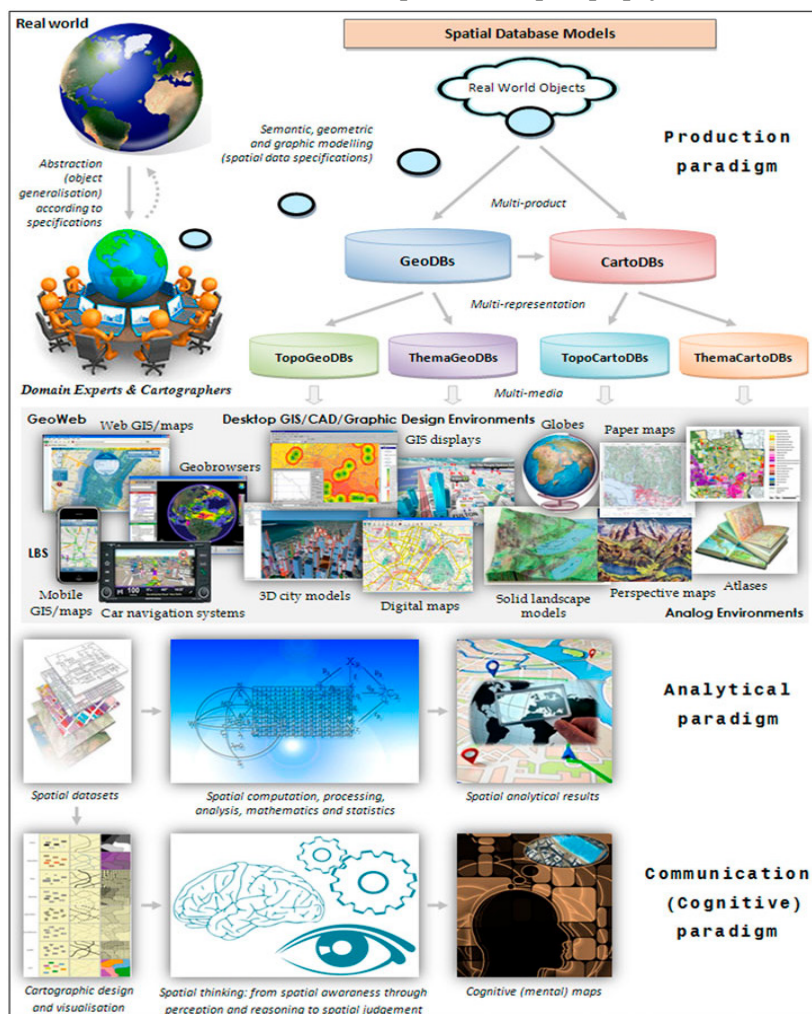 Real world
Spatial Database Models
Real World Objects
Semantic, geometric
and graphic modelling
(spatial data specifications)
Production
paradigm
Abstraction
(object
generalisation)
according to
specifications
Multi-product
GeoDBs
CartoDBs
Multi-representation
TopoGeoDBs
ThemaGeoDBs
TopoCartoDBs
ThemaCartoDBs
Domain Experts & Cartographers
Multi-media
GeoWeb
Desktop GIS/CAD/Graphic Design Environments
Web GIS/maps
GIS displays
Globes
Paper maps
Geobrowsers
LBS
Mobile
GIS/maps
Car navigation systems
3D city models
Digital maps
Solid landscape
models
Perspective maps
Atlases
Analog Environments
Analytical
paradigm
Spatial datasets
Spatial computation, processing,
analysis, mathematics and statistics
Spatial analytical results
Communication
(Cognitive)
paradigm
Cartographic design
and visualisation
Spatial thinking: from spatial awareness through
perception and reasoning to spatial judgement
Cognitive (mental) maps